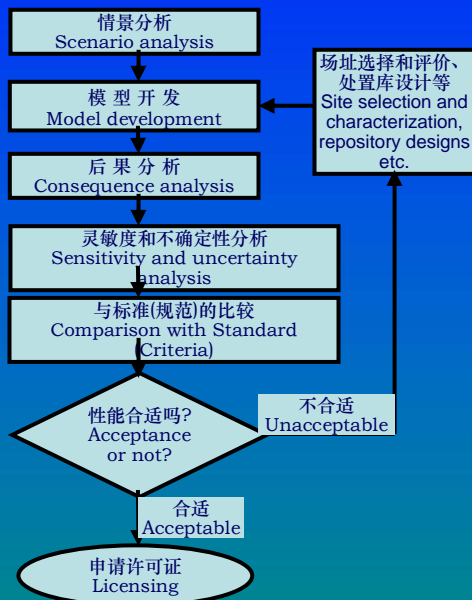 情景分析
Scenario analysis
模 型 开 发
Model development
后 果 分 析
Consequence analysis
灵敏度和不确定性分析
Sensitivity and uncertainty
analysis
与标准(规范)的比较
Comparison with Standard
(Criteria)
性能合适吗?
Acceptance
or not?
不合适
Unacceptable
合适
Acceptable
申请许可证
Licensing
场址选择和评价、
处置库设计等
Site selection and
characterization,
repository designs
etc.